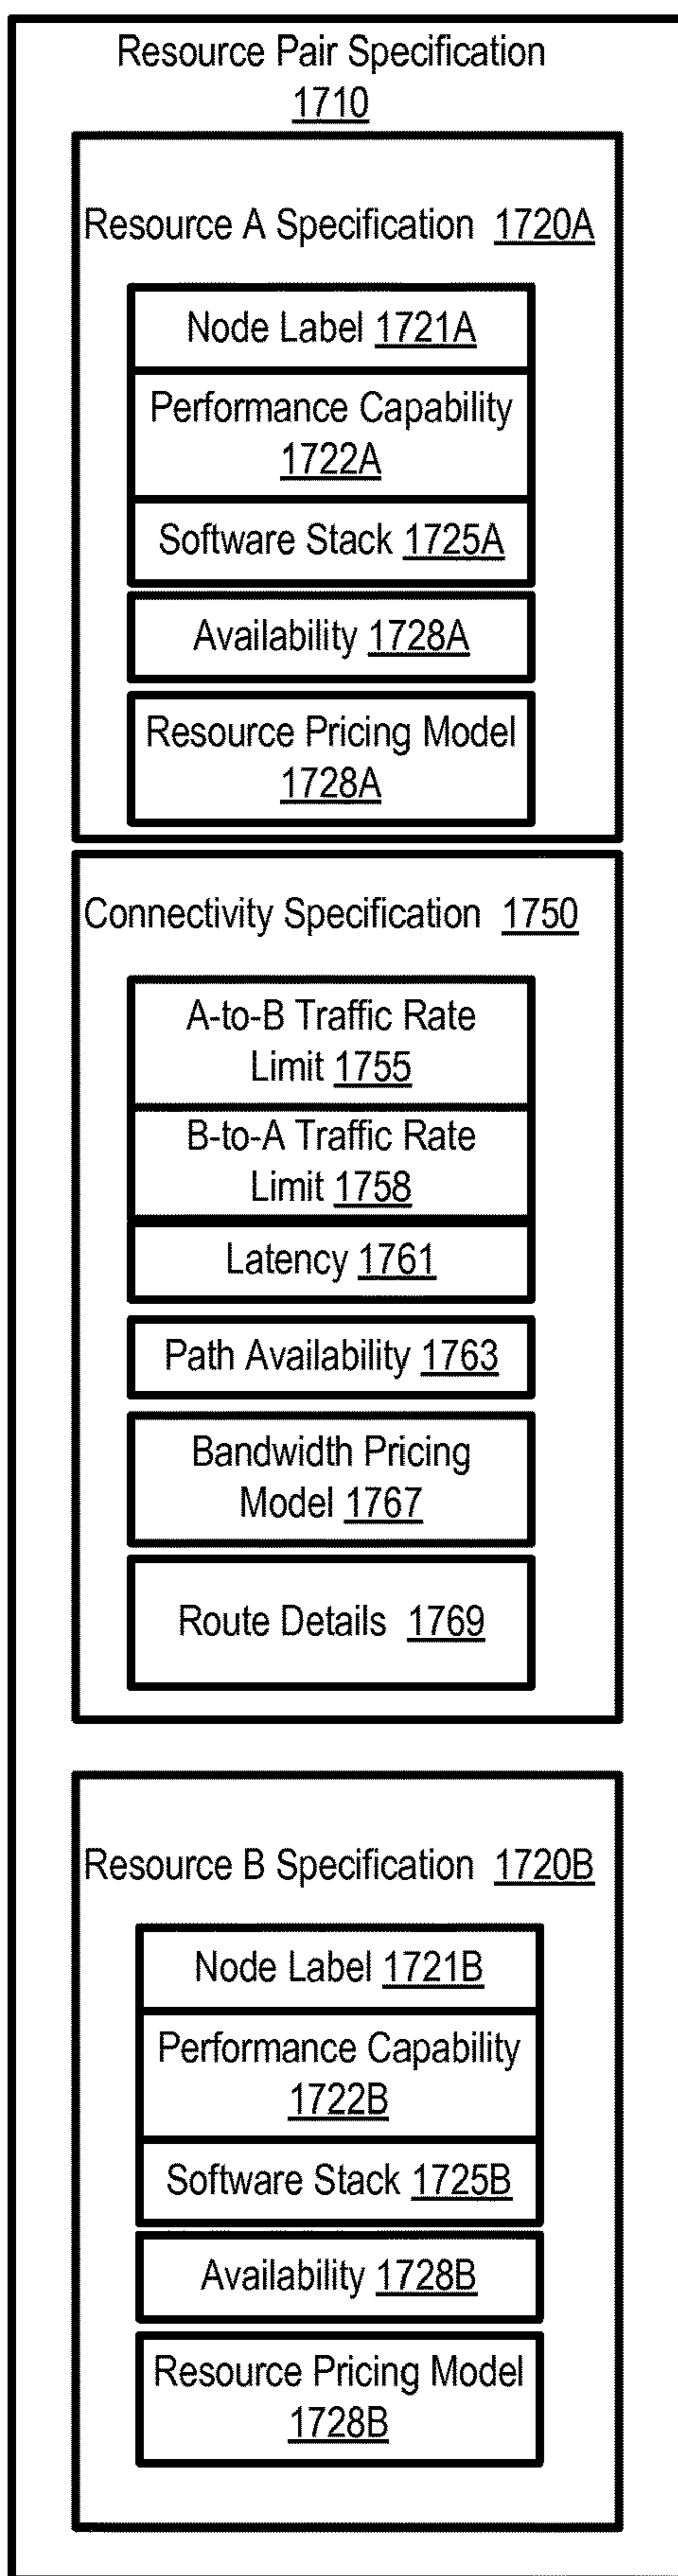 Resource Pair Specification
1710
Resource A Specification 1720A
Node Label 1721A
Performance Capability
1722A
Software Stack 1725A
Availability 1728A
Resource Pricing Model
1728A
Connectivity Specification 1750
A-to-B Traffic Rate
Limit 1755
B-to-A Traffic Rate
Limit 1758
Latency 1761
Path Availability 1763
Bandwidth Pricing
Model 1767
Route Details 1769
Resource B Specification 1720B
Node Label 1721B
Performance Capability
1722B
Software Stack 1725B
Availability 1728B
Resource Pricing Model
1728B